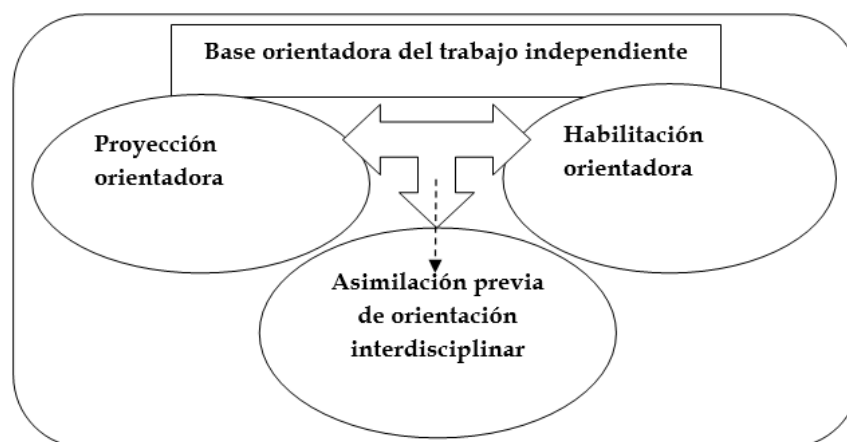 Base orientadora del trabajo independiente
Proyección
orientadora
Habilitación
orientadora
Asimilación previa
de orientación
interdisciplinar